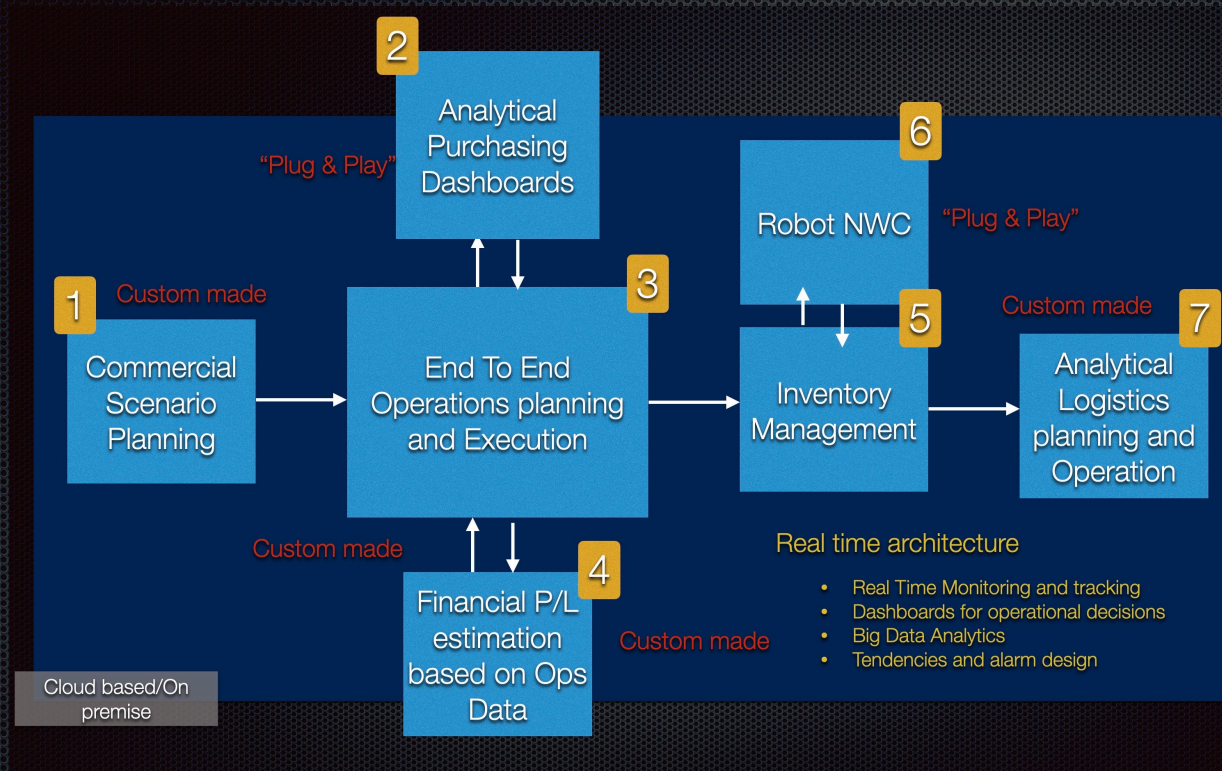 2
Analytical
Purchasing
Dashboards
"Plug & Play"
6
Robot NWC
"Plug & Play"
1
Custom made
Commercial
Scenario
Planning
3
End To End
Operations planning
and Execution
5
Inventory
Management
Custom made
7
Analytical
Logistics
planning and
Operation
Custom made
4
Financial P/L
estimation
based on Ops
Data
Custom made
Real time architecture
• Real Time Monitoring and tracking
• Dashboards for operational decisions
• Big Data Analytics
• Tendencies and alarm design
Cloud based/On
premise